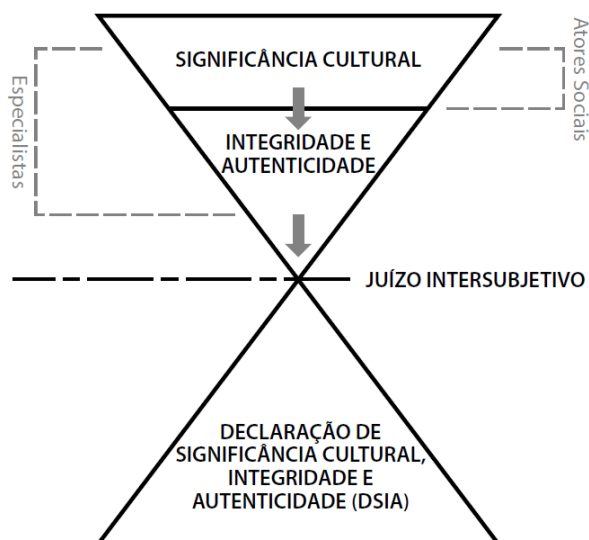 SIGNIFICÂNCIA CULTURAL
Atores Sociais
Especialistas
INTEGRIDADE E
AUTENTICIDADE
JUÍZO INTERSUBJETIVO
DECLARAÇÃO DE
SIGNIFICÂNCIA CULTURAL,
INTEGRIDADE E
AUTENTICIDADE (DSIA)